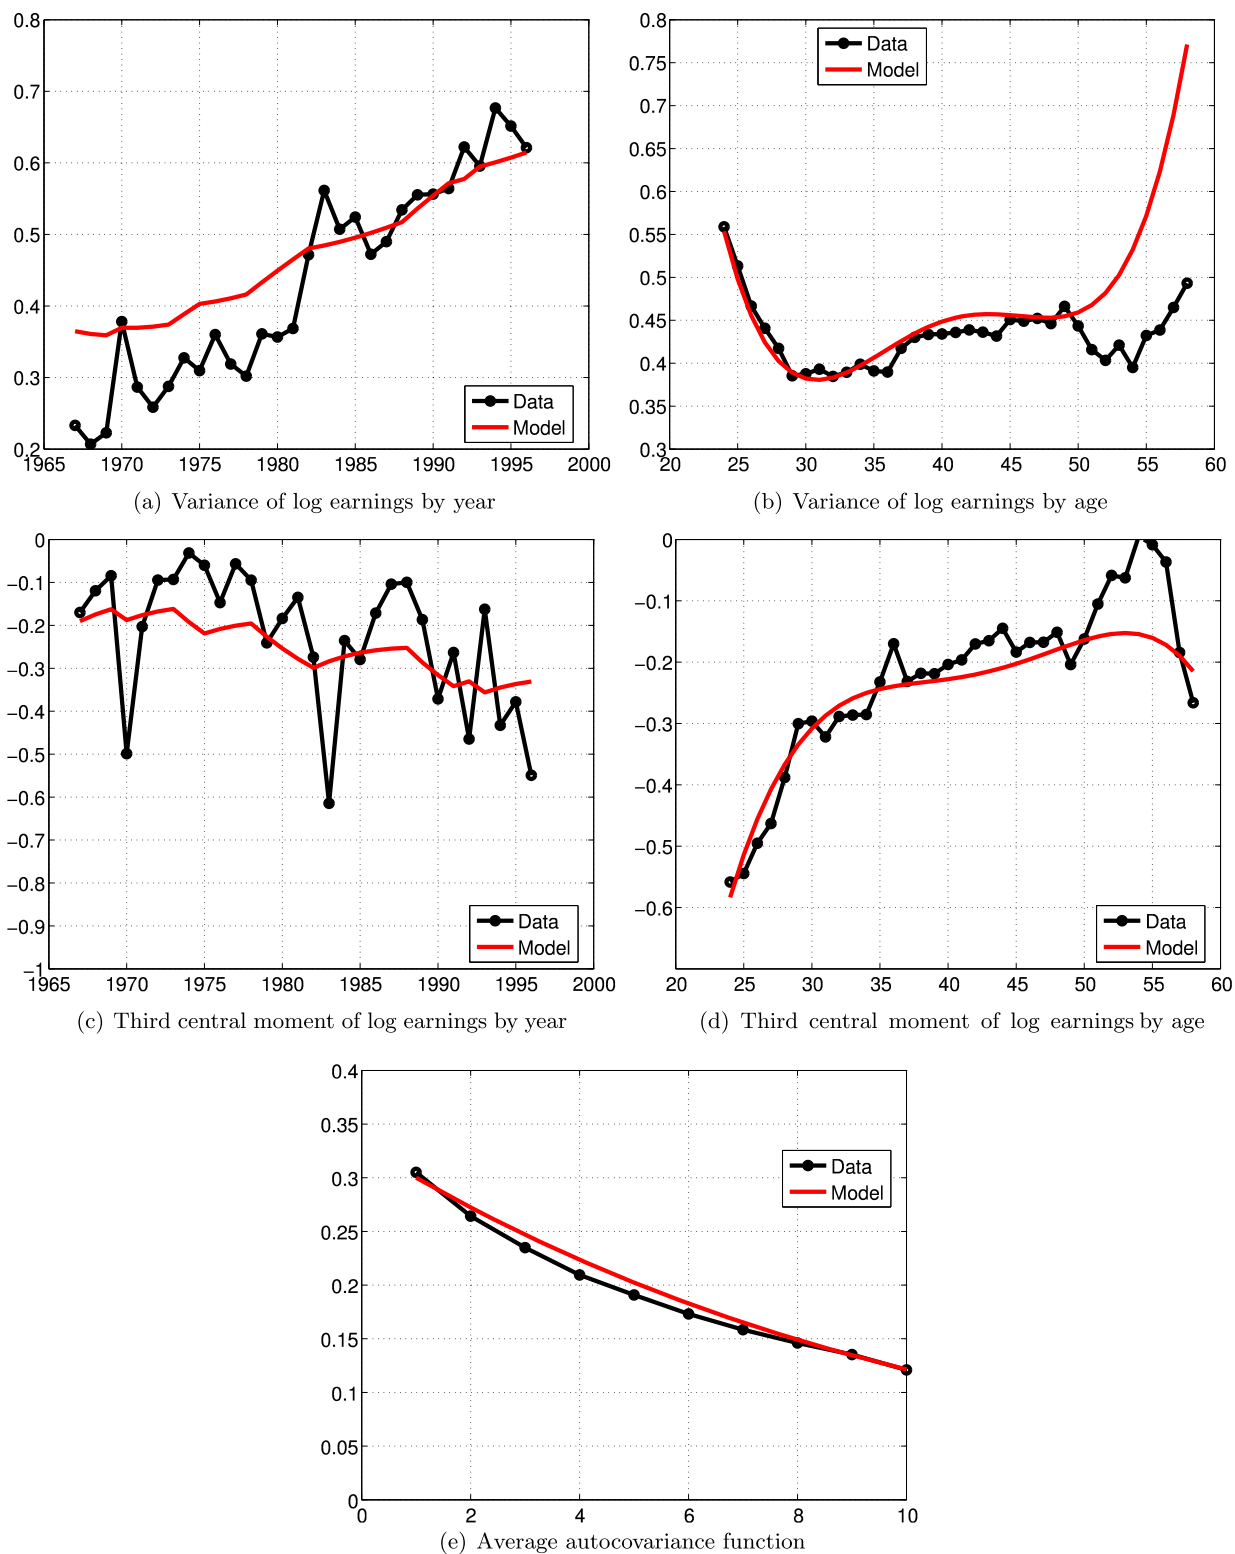 0.8
0.7
0.6
0.5
0.4
0.3
0.2
1965 1970 1975 1980 1985 1990 1995 2000
Data
Model
(a) Variance of log earnings by year
0.8
0.75
0.7
0.65
0.6
0.55
0.5
0.45
0.4
0.35
0.3
20 25 30 35 40 45 50 55 60
Data
Model
(b) Variance of log earnings by age
0
−0.1
−0.2
−0.3
−0.4
−0.5
−0.6
−0.7
−0.8
−0.9
−1
1965 1970 1975 1980 1985 1990 1995 2000
Data
Model
(c) Third central moment of log earnings by year
0
−0.1
−0.2
−0.3
−0.4
−0.5
−0.6
20 25 30 35 40 45 50 55 60
Data
Model
(d) Third central moment of log earnings by age
0.4
0.35
0.3
0.25
0.2
0.15
0.1
0.05
0
0 2 4 6 8 10
Data
Model
(e) Average autocovariance function